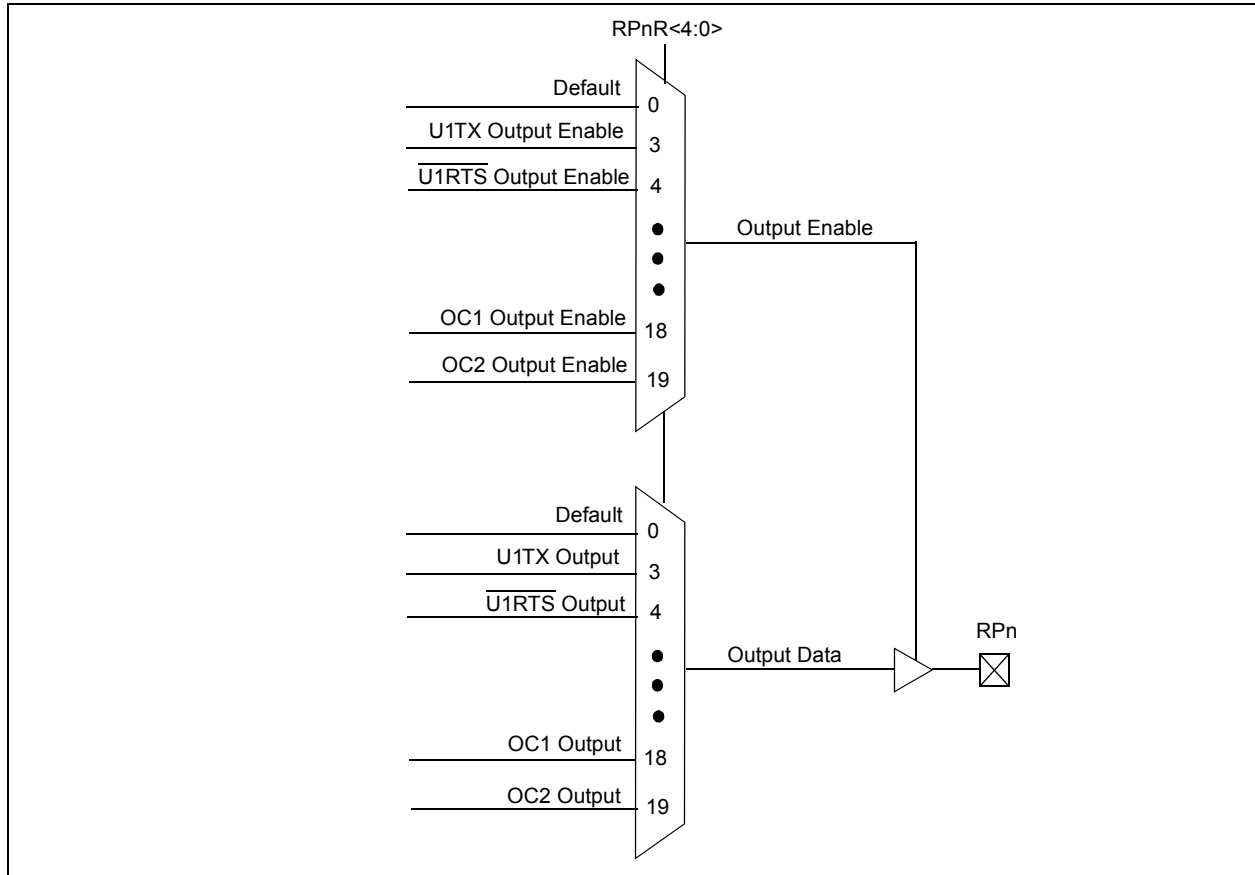 RPnR<4:0>
Default
0
U1TX Output Enable
3
U1RTS Output Enable
4
Output Enable
OC1 Output Enable
18
OC2 Output Enable
19
Default
0
U1TX Output
3
U1RTS Output
4
RPn
Output Data
OC1 Output
18
OC2 Output
19